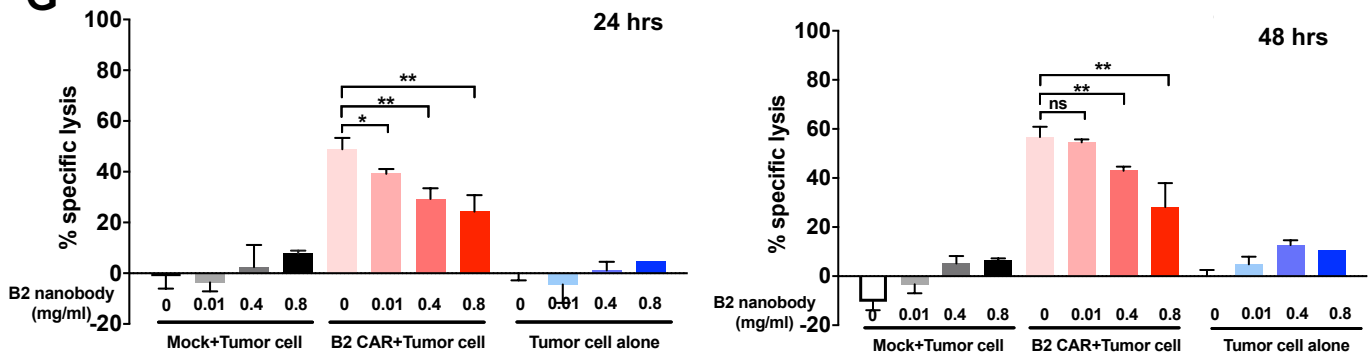 G
24 hrs
% specific lysis
100
80
60
40
20
0
-20
**
**
*
B2 nanobody
(mg/ml)
0 0.01 0.4 0.8 0 0.01 0.4 0.8 0 0.01 0.4 0.8
Mock+Tumor cell B2 CAR+Tumor cell Tumor cell alone
48 hrs
% specific lysis
100
80
60
40
20
0
-20
**
**
ns
B2 nanobody
(mg/ml)
0 0.01 0.4 0.8 0 0.01 0.4 0.8 0 0.01 0.4 0.8
Mock+Tumor cell B2 CAR+Tumor cell Tumor cell alone